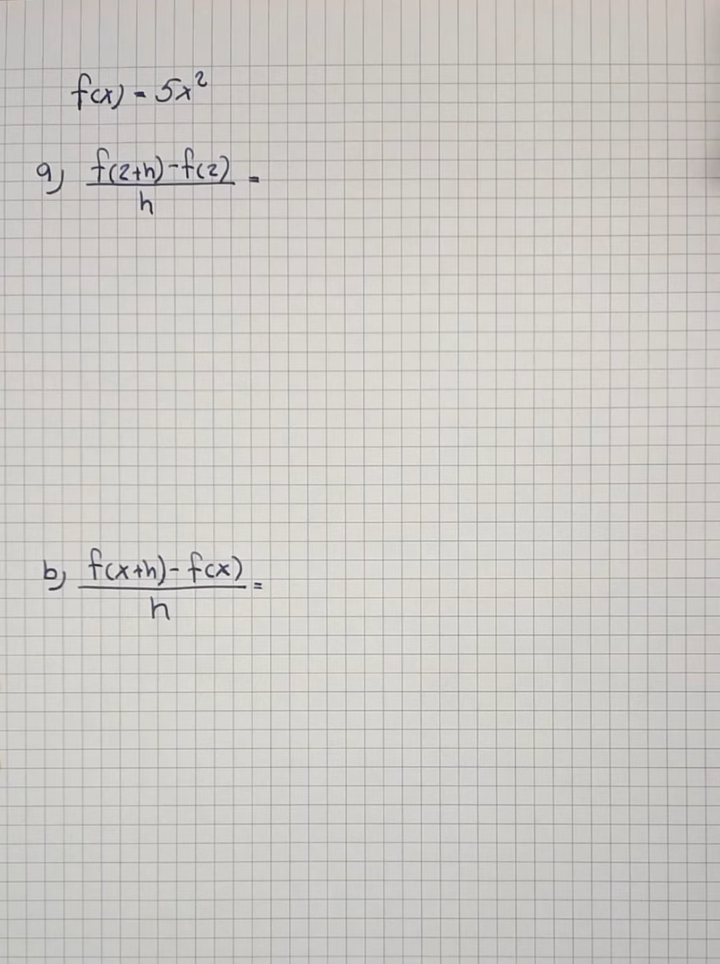 f(x) = 5x²
a) f(2+h)-f(2) =
h
b) f(x+h)-f(x) =
h